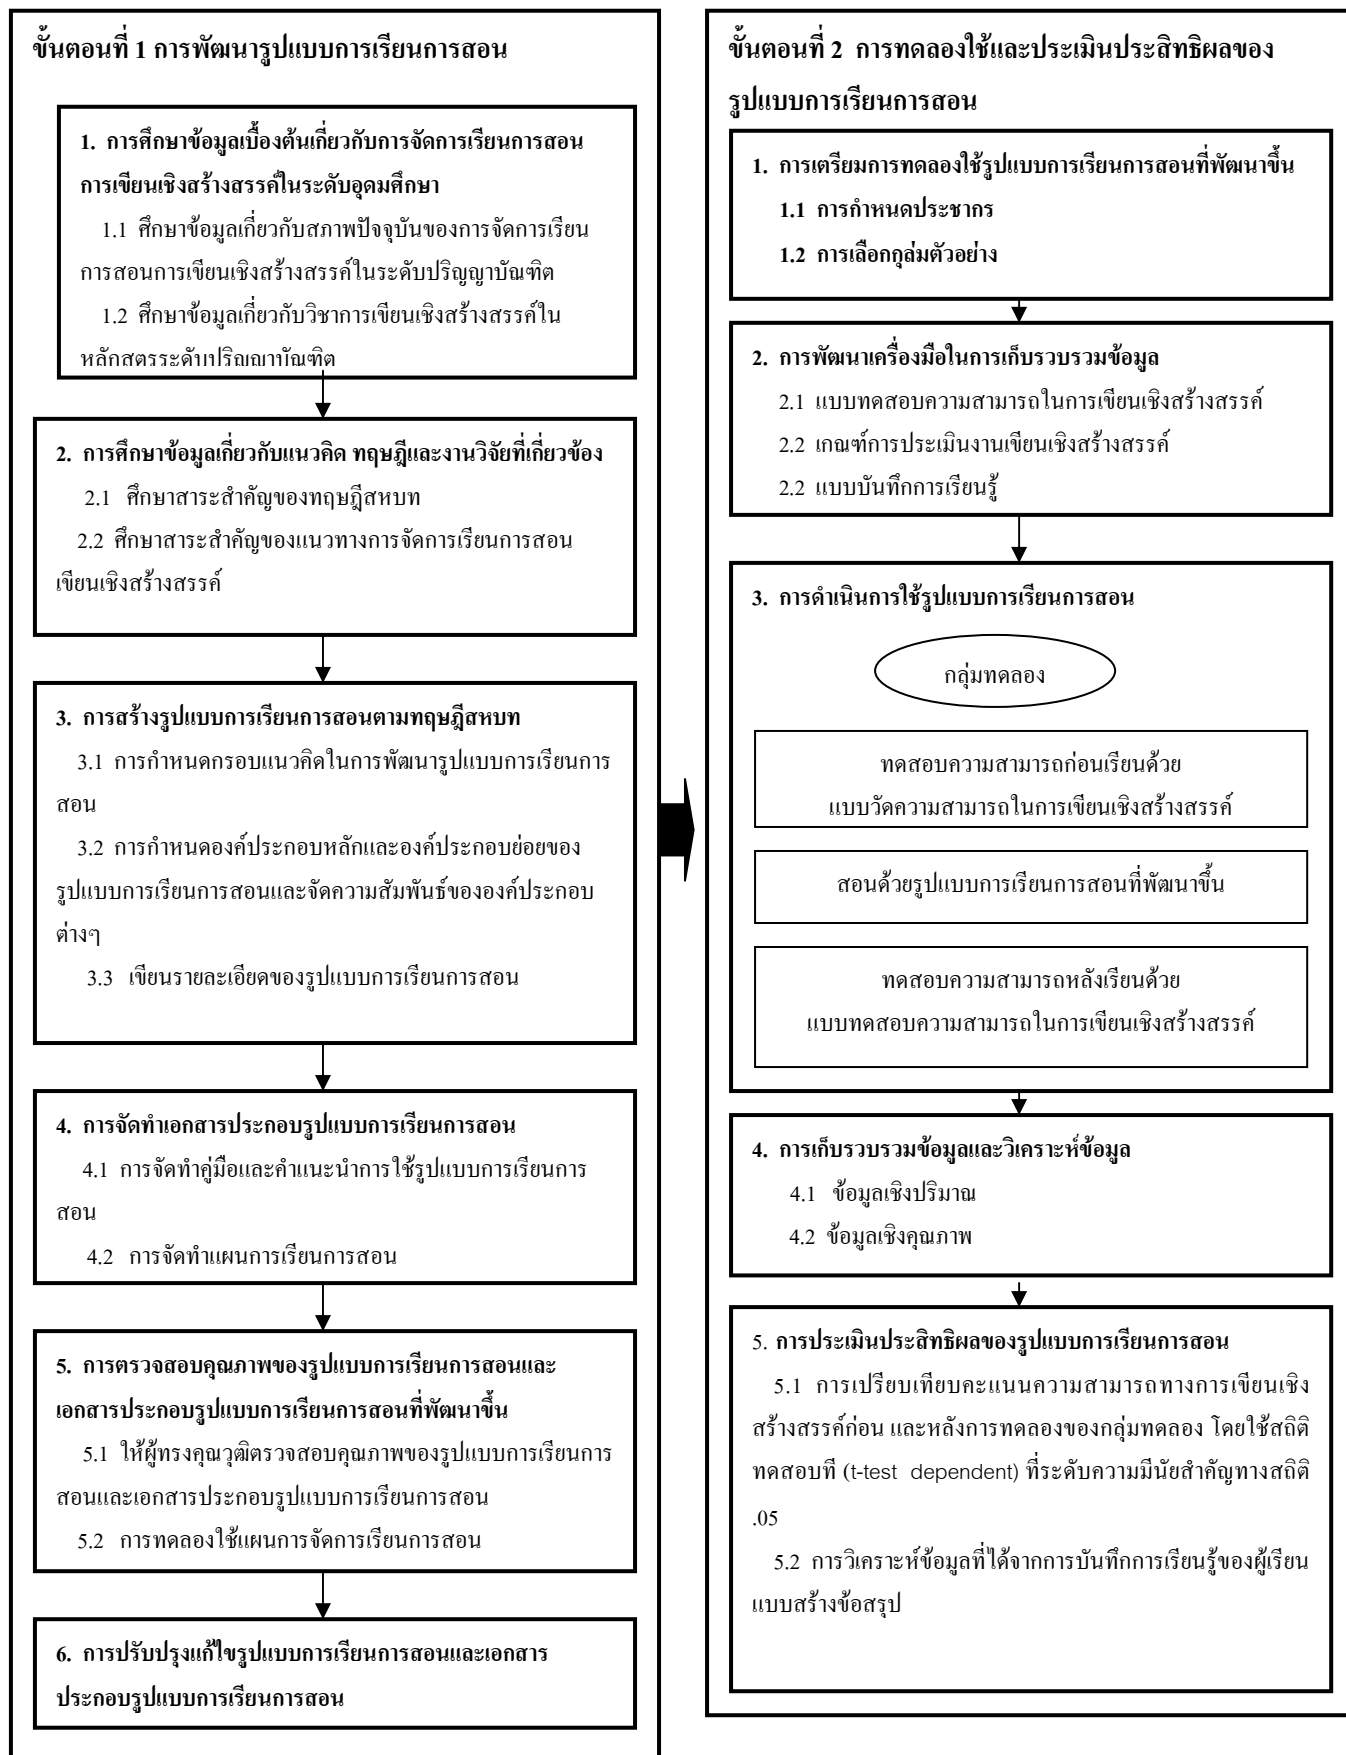 ขั้นตอนที่ 1 การพัฒนารูปแบบการเรียนการสอน
1. การศึกษาข้อมูลเบื้องต้นเกี่ยวกับการจัดการเรียนการสอน
การเขียนเชิงสร้างสรรค์ในระดับอุดมศึกษา
1.1 ศึกษาข้อมูลเกี่ยวกับสภาพปัจจุบันของการจัดการเรียน
การสอนการเขียนเชิงสร้างสรรค์ในระดับปริญญาบัณฑิต
1.2 ศึกษาข้อมูลเกี่ยวกับวิชาการเขียนเชิงสร้างสรรค์ใน
หลักสูตรระดับปริญญาบัณฑิต
2. การศึกษาข้อมูลเกี่ยวกับแนวคิด ทฤษฎีและงานวิจัยที่เกี่ยวข้อง
2.1 ศึกษาสาระสำคัญของทฤษฎีสหบท
2.2 ศึกษาสาระสำคัญของแนวทางการจัดการเรียนการสอน
เขียนเชิงสร้างสรรค์
3. การสร้างรูปแบบการเรียนการสอนตามทฤษฎีสหบท
3.1 การกำหนดกรอบแนวคิดในการพัฒนารูปแบบการเรียนการ
สอน
3.2 การกำหนดองค์ประกอบหลักและองค์ประกอบย่อยของ
รูปแบบการเรียนการสอนและจัดความสัมพันธ์ขององค์ประกอบ
ต่างๆ
3.3 เขียนรายละเอียดของรูปแบบการเรียนการสอน
4. การจัดทำเอกสารประกอบรูปแบบการเรียนการสอน
4.1 การจัดทำคู่มือและคำแนะนำการใช้รูปแบบการเรียนการ
สอน
4.2 การจัดทำแผนการเรียนการสอน
5. การตรวจสอบคุณภาพของรูปแบบการเรียนการสอนและ
เอกสารประกอบรูปแบบการเรียนการสอนที่พัฒนาขึ้น
5.1 ให้ผู้ทรงคุณวุฒิตรวจสอบคุณภาพของรูปแบบการเรียนการ
สอนและเอกสารประกอบรูปแบบการเรียนการสอน
5.2 การทดลองใช้แผนการจัดการเรียนการสอน
6. การปรับปรุงแก้ไขรูปแบบการเรียนการสอนและเอกสาร
ประกอบรูปแบบการเรียนการสอน
ขั้นตอนที่ 2 การทดลองใช้และประเมินประสิทธิผลของ
รูปแบบการเรียนการสอน
1. การเตรียมการทดลองใช้รูปแบบการเรียนการสอนที่พัฒนาขึ้น
1.1 การกำหนดประชากร
1.2 การเลือกกุล่มตัวอย่าง
2. การพัฒนาเครื่องมือในการเก็บรวบรวมข้อมูล
2.1 แบบทดสอบความสามารถในการเขียนเชิงสร้างสรรค์
2.2 เกณฑ์การประเมินงานเขียนเชิงสร้างสรรค์
2.2 แบบบันทึกการเรียนรู้
3. การดำเนินการใช้รูปแบบการเรียนการสอน
กลุ่มทดลอง
ทดสอบความสามารถก่อนเรียนด้วย
แบบวัดความสามารถในการเขียนเชิงสร้างสรรค์
สอนด้วยรูปแบบการเรียนการสอนที่พัฒนาขึ้น
ทดสอบความสามารถหลังเรียนด้วย
แบบทดสอบความสามารถในการเขียนเชิงสร้างสรรค์
4. การเก็บรวบรวมข้อมูลและวิเคราะห์ข้อมูล
4.1 ข้อมูลเชิงปริมาณ
4.2 ข้อมูลเชิงคุณภาพ
5. การประเมินประสิทธิผลของรูปแบบการเรียนการสอน
5.1 การเปรียบเทียบคะแนนความสามารถทางการเขียนเชิง
สร้างสรรค์ก่อน และหลังการทดลองของกลุ่มทดลอง โดยใช้สถิติ
ทดสอบที (t-test dependent) ที่ระดับความมีนัยสำคัญทางสถิติ
.05
5.2 การวิเคราะห์ข้อมูลที่ได้จากการบันทึกการเรียนรู้ของผู้เรียน
แบบสร้างข้อสรุป